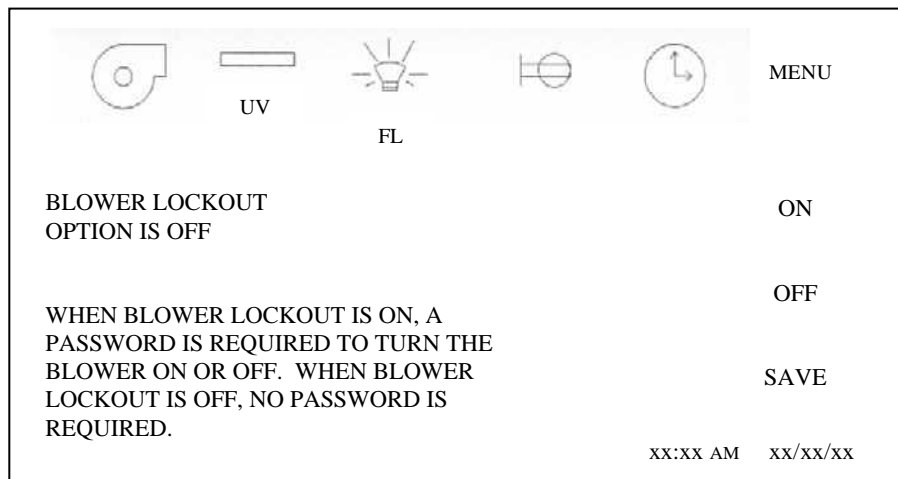 MENU
UV
FL
BLOWER LOCKOUT
OPTION IS OFF
ON
OFF
WHEN BLOWER LOCKOUT IS ON, A
PASSWORD IS REQUIRED TO TURN THE
BLOWER ON OR OFF.  WHEN BLOWER
LOCKOUT IS OFF, NO PASSWORD IS
REQUIRED.
SAVE
xx:xx AM xx/xx/xx